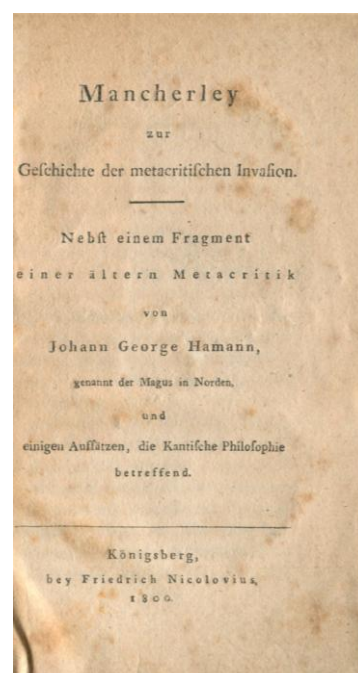 Mancherley
zur
Geſchichte der metacritiſchen Invaſion.
Nebſt einem Fragment
einer ältern Metacritik
von
Johann George Hamann,
genannt der Magus in Norden,
und
einigen Aufſätzen, die Kantiſche Philoſophie
betreffend.
Königsberg,
bey Friedrich Nicolovius,
1800.